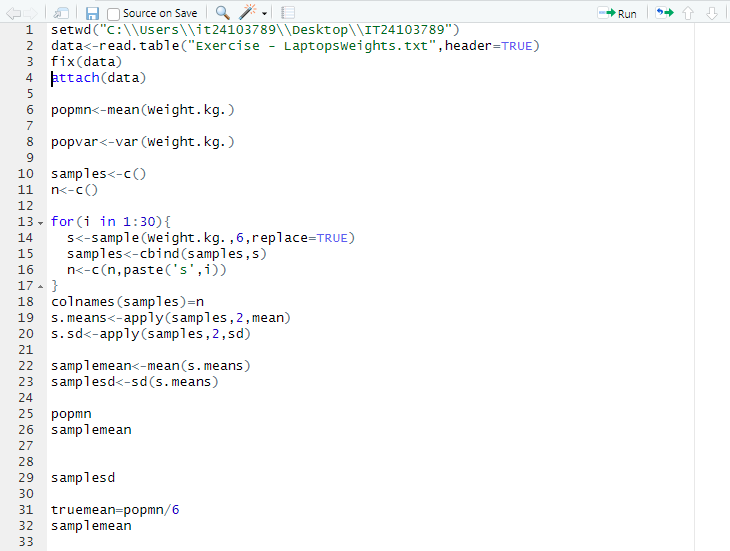 Source on Save Run
1 setwd("C:\\Users\\it24103789\\Desktop\\IT24103789")
2 data<-read.table("Exercise - LaptopsWeights.txt",header=TRUE)
3 fix(data)
4 attach(data)
5
6 popmn<-mean(Weight.kg.)
7
8 popvar<-var(Weight.kg.)
9
10 samples<-c()
11 n<-c()
12
13 for(i in 1:30){
14 s<-sample(Weight.kg.,6,replace=TRUE)
15 samples<-cbind(samples,s)
16 n<-c(n,paste('s',i))
17 }
18 colnames(samples)=n
19 s.means<-apply(samples,2,mean)
20 s.sd<-apply(samples,2,sd)
21
22 samplemean<-mean(s.means)
23 samplesd<-sd(s.means)
24
25 popmn
26 samplemean
27
28
29 samplesd
30
31 truemean=popmn/6
32 samplemean
33